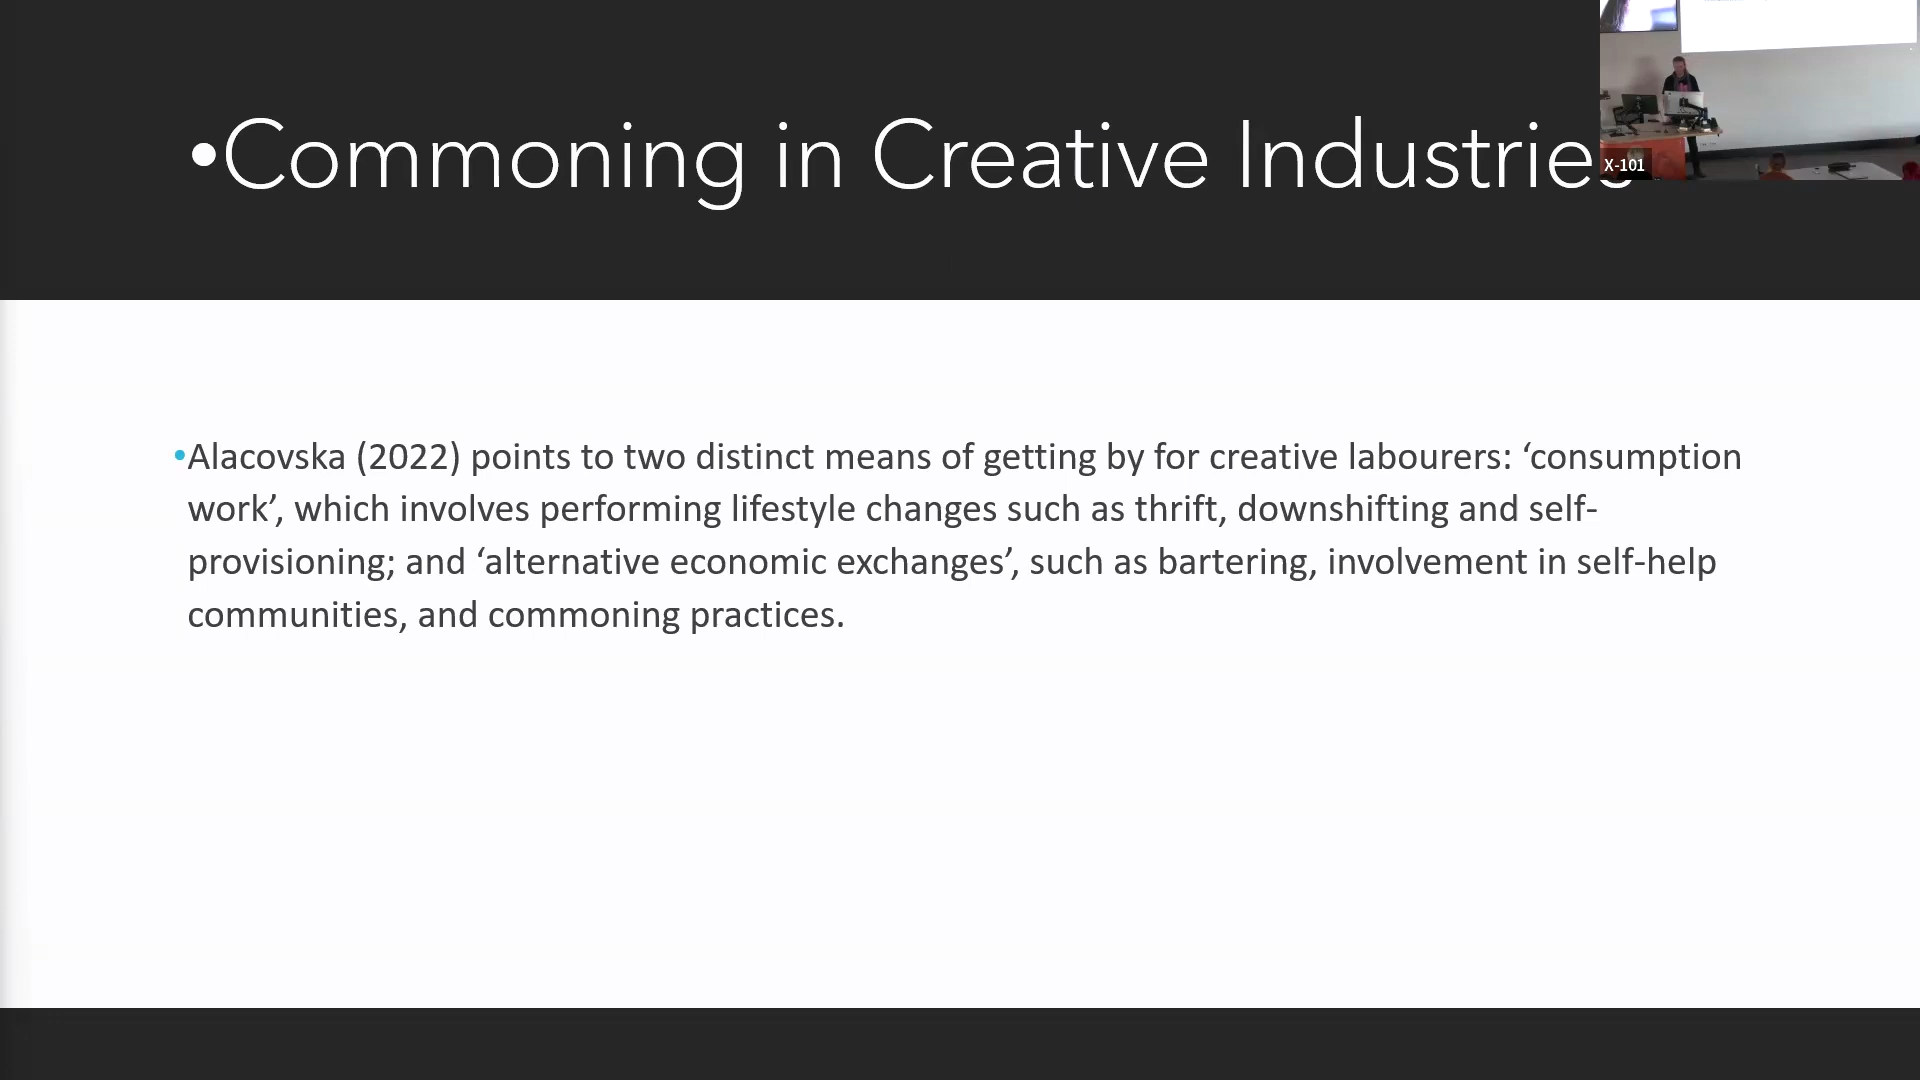 •Commoning in Creative Industries
X-101
•Alacovska (2022) points to two distinct means of getting by for creative labourers: ‘consumption
work’, which involves performing lifestyle changes such as thrift, downshifting and self-
provisioning; and ‘alternative economic exchanges’, such as bartering, involvement in self-help
communities, and commoning practices.